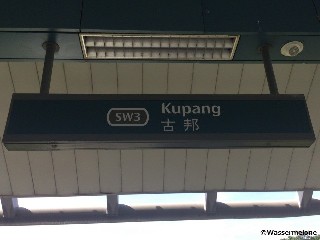 SW3 Kupang
古邦
©Wassermelone